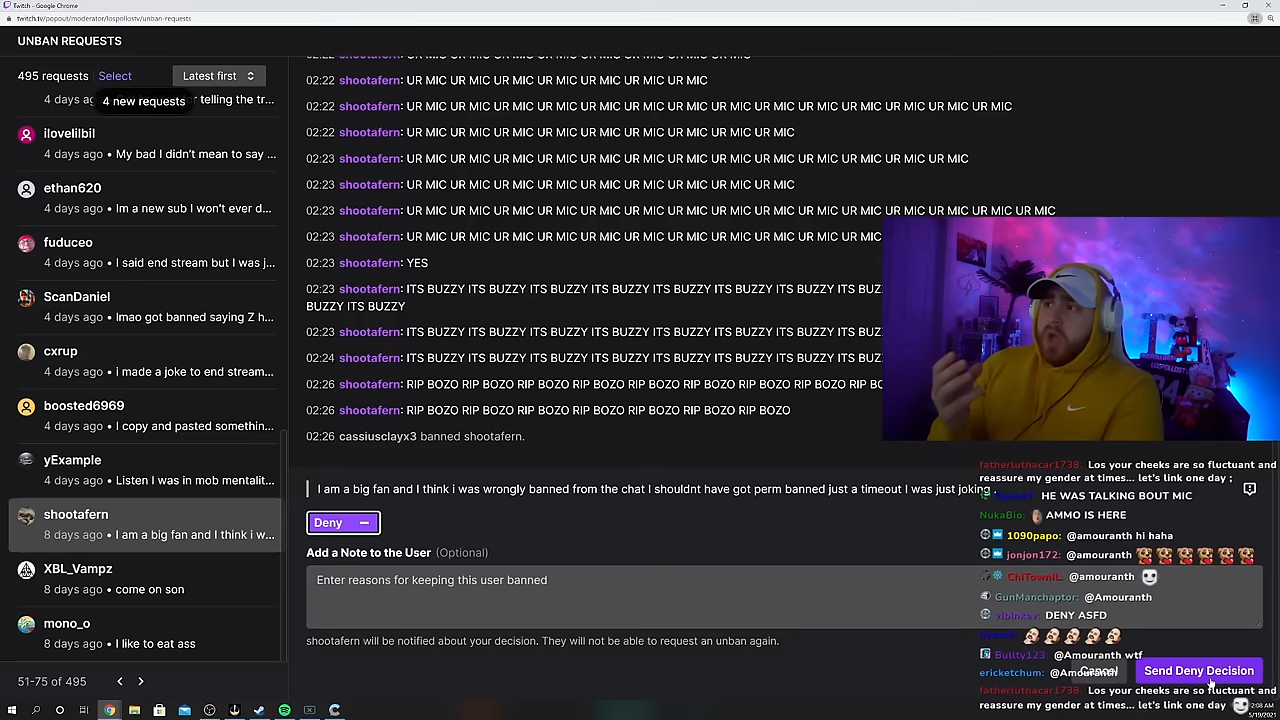 Twitch - Google Chrome
twitch.tv/popout/moderator/lospollostv/unban-requests
UNBAN REQUESTS
495 requests Select Latest first
4 days ag r telling the tr...
4 new requests
ilovelilbil
4 days ago • My bad I didn't mean to say ...
ethan620
4 days ago • Im a new sub I won't ever d...
fuduceo
4 days ago • I said end stream but I was j...
ScanDaniel
4 days ago • lmao got banned saying Z h...
cxrup
4 days ago • i made a joke to end stream...
boosted6969
4 days ago • I copy and pasted somethin...
yExample
4 days ago • Listen I was in mob mentalit...
shootafern
8 days ago • I am a big fan and I think i w...
XBL_Vampz
8 days ago • come on son
mono_o
8 days ago • I like to eat ass
51-75 of 495
02:22 shootafern: UR MIC UR MIC UR MIC UR MIC UR MIC UR MIC UR MIC
02:22 shootafern: UR MIC UR MIC UR MIC UR MIC UR MIC UR MIC UR MIC UR MIC UR MIC UR MIC UR MIC UR MIC UR MIC UR MIC
02:22 shootafern: UR MIC UR MIC UR MIC UR MIC UR MIC UR MIC UR MIC UR MIC UR MIC
02:23 shootafern: UR MIC UR MIC UR MIC UR MIC UR MIC UR MIC UR MIC UR MIC UR MIC UR MIC UR MIC UR MIC UR MIC
02:23 shootafern: UR MIC UR MIC UR MIC UR MIC UR MIC UR MIC UR MIC UR MIC UR MIC
02:23 shootafern: UR MIC UR MIC UR MIC UR MIC UR MIC UR MIC UR MIC UR MIC UR MIC UR MIC UR MIC UR MIC UR MIC UR MIC UR MIC
02:23 shootafern: UR MIC UR MIC UR MIC UR MIC UR MIC UR MIC UR MIC UR MIC UR MIC UR MIC UR MIC
02:23 shootafern: YES
02:23 shootafern: ITS BUZZY ITS BUZZY ITS BUZZY ITS BUZZY ITS BUZZY ITS BUZZY ITS BUZZY ITS BUZ
BUZZY ITS BUZZY
02:23 shootafern: ITS BUZZY ITS BUZZY ITS BUZZY ITS BUZZY ITS BUZZY ITS BUZZY ITS BUZZY ITS BUZ
02:24 shootafern: ITS BUZZY ITS BUZZY ITS BUZZY ITS BUZZY ITS BUZZY ITS BUZZY ITS BUZZY ITS BUZ
02:26 shootafern: RIP BOZO RIP BOZO RIP BOZO RIP BOZO RIP BOZO RIP BOZO RIP BOZO RIP BOZO RIP BO
02:26 shootafern: RIP BOZO RIP BOZO RIP BOZO RIP BOZO RIP BOZO RIP BOZO RIP BOZO
02:26 cassiusclayx3 banned shootafern.
I am a big fan and I think i was wrongly banned from the chat I shouldnt have got perm banned just a timeout I was just joking
Deny
Add a Note to the User (Optional)
Enter reasons for keeping this user banned
shootafern will be notified about your decision. They will not be able to request an unban again.
Cancel Send Deny Decision
fatherluthacar1738: Los your cheeks are so fluctuant and
reassure my gender at times... let's link one day ;
HE WAS TALKING BOUT MIC
NukaBio: AMMO IS HERE
1090papo: @amouranth hi haha
jonjon172: @amouranth
ChiTownIL: @amouranth
GunManchaptor: @Amouranth
vibinkev: DENY ASFD
Bullty123: @Amouranth wtf
ericketchum: @Amouranth
fatherluthacar1738: Los your cheeks are so fluctuant and
reassure my gender at times... let's link one day
2:08 AM
5/19/2021